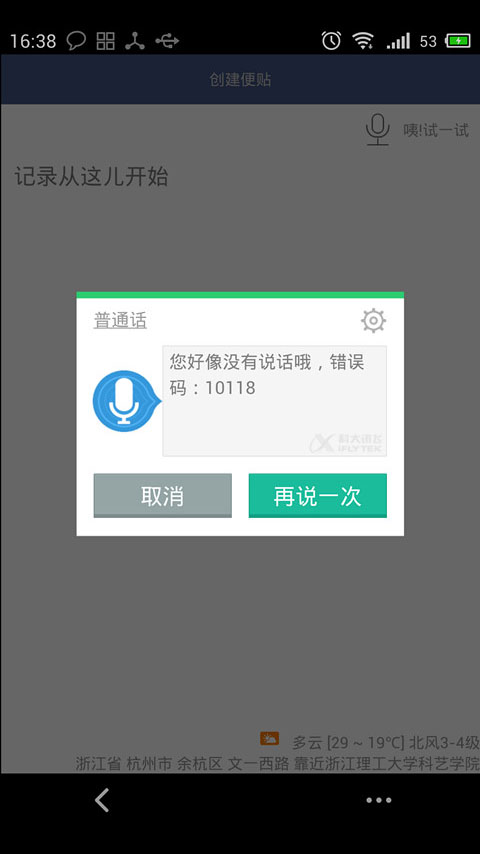 16:38
53
创建便贴
咦!试一试
记录从这儿开始
普通话
您好像没有说话哦，错误
码：10118
科大讯飞
iFLYTEK
取消
再说一次
多云 [29 ~ 19℃] 北风3-4级
浙江省 杭州市 余杭区 文一西路 靠近浙江理工大学科艺学院